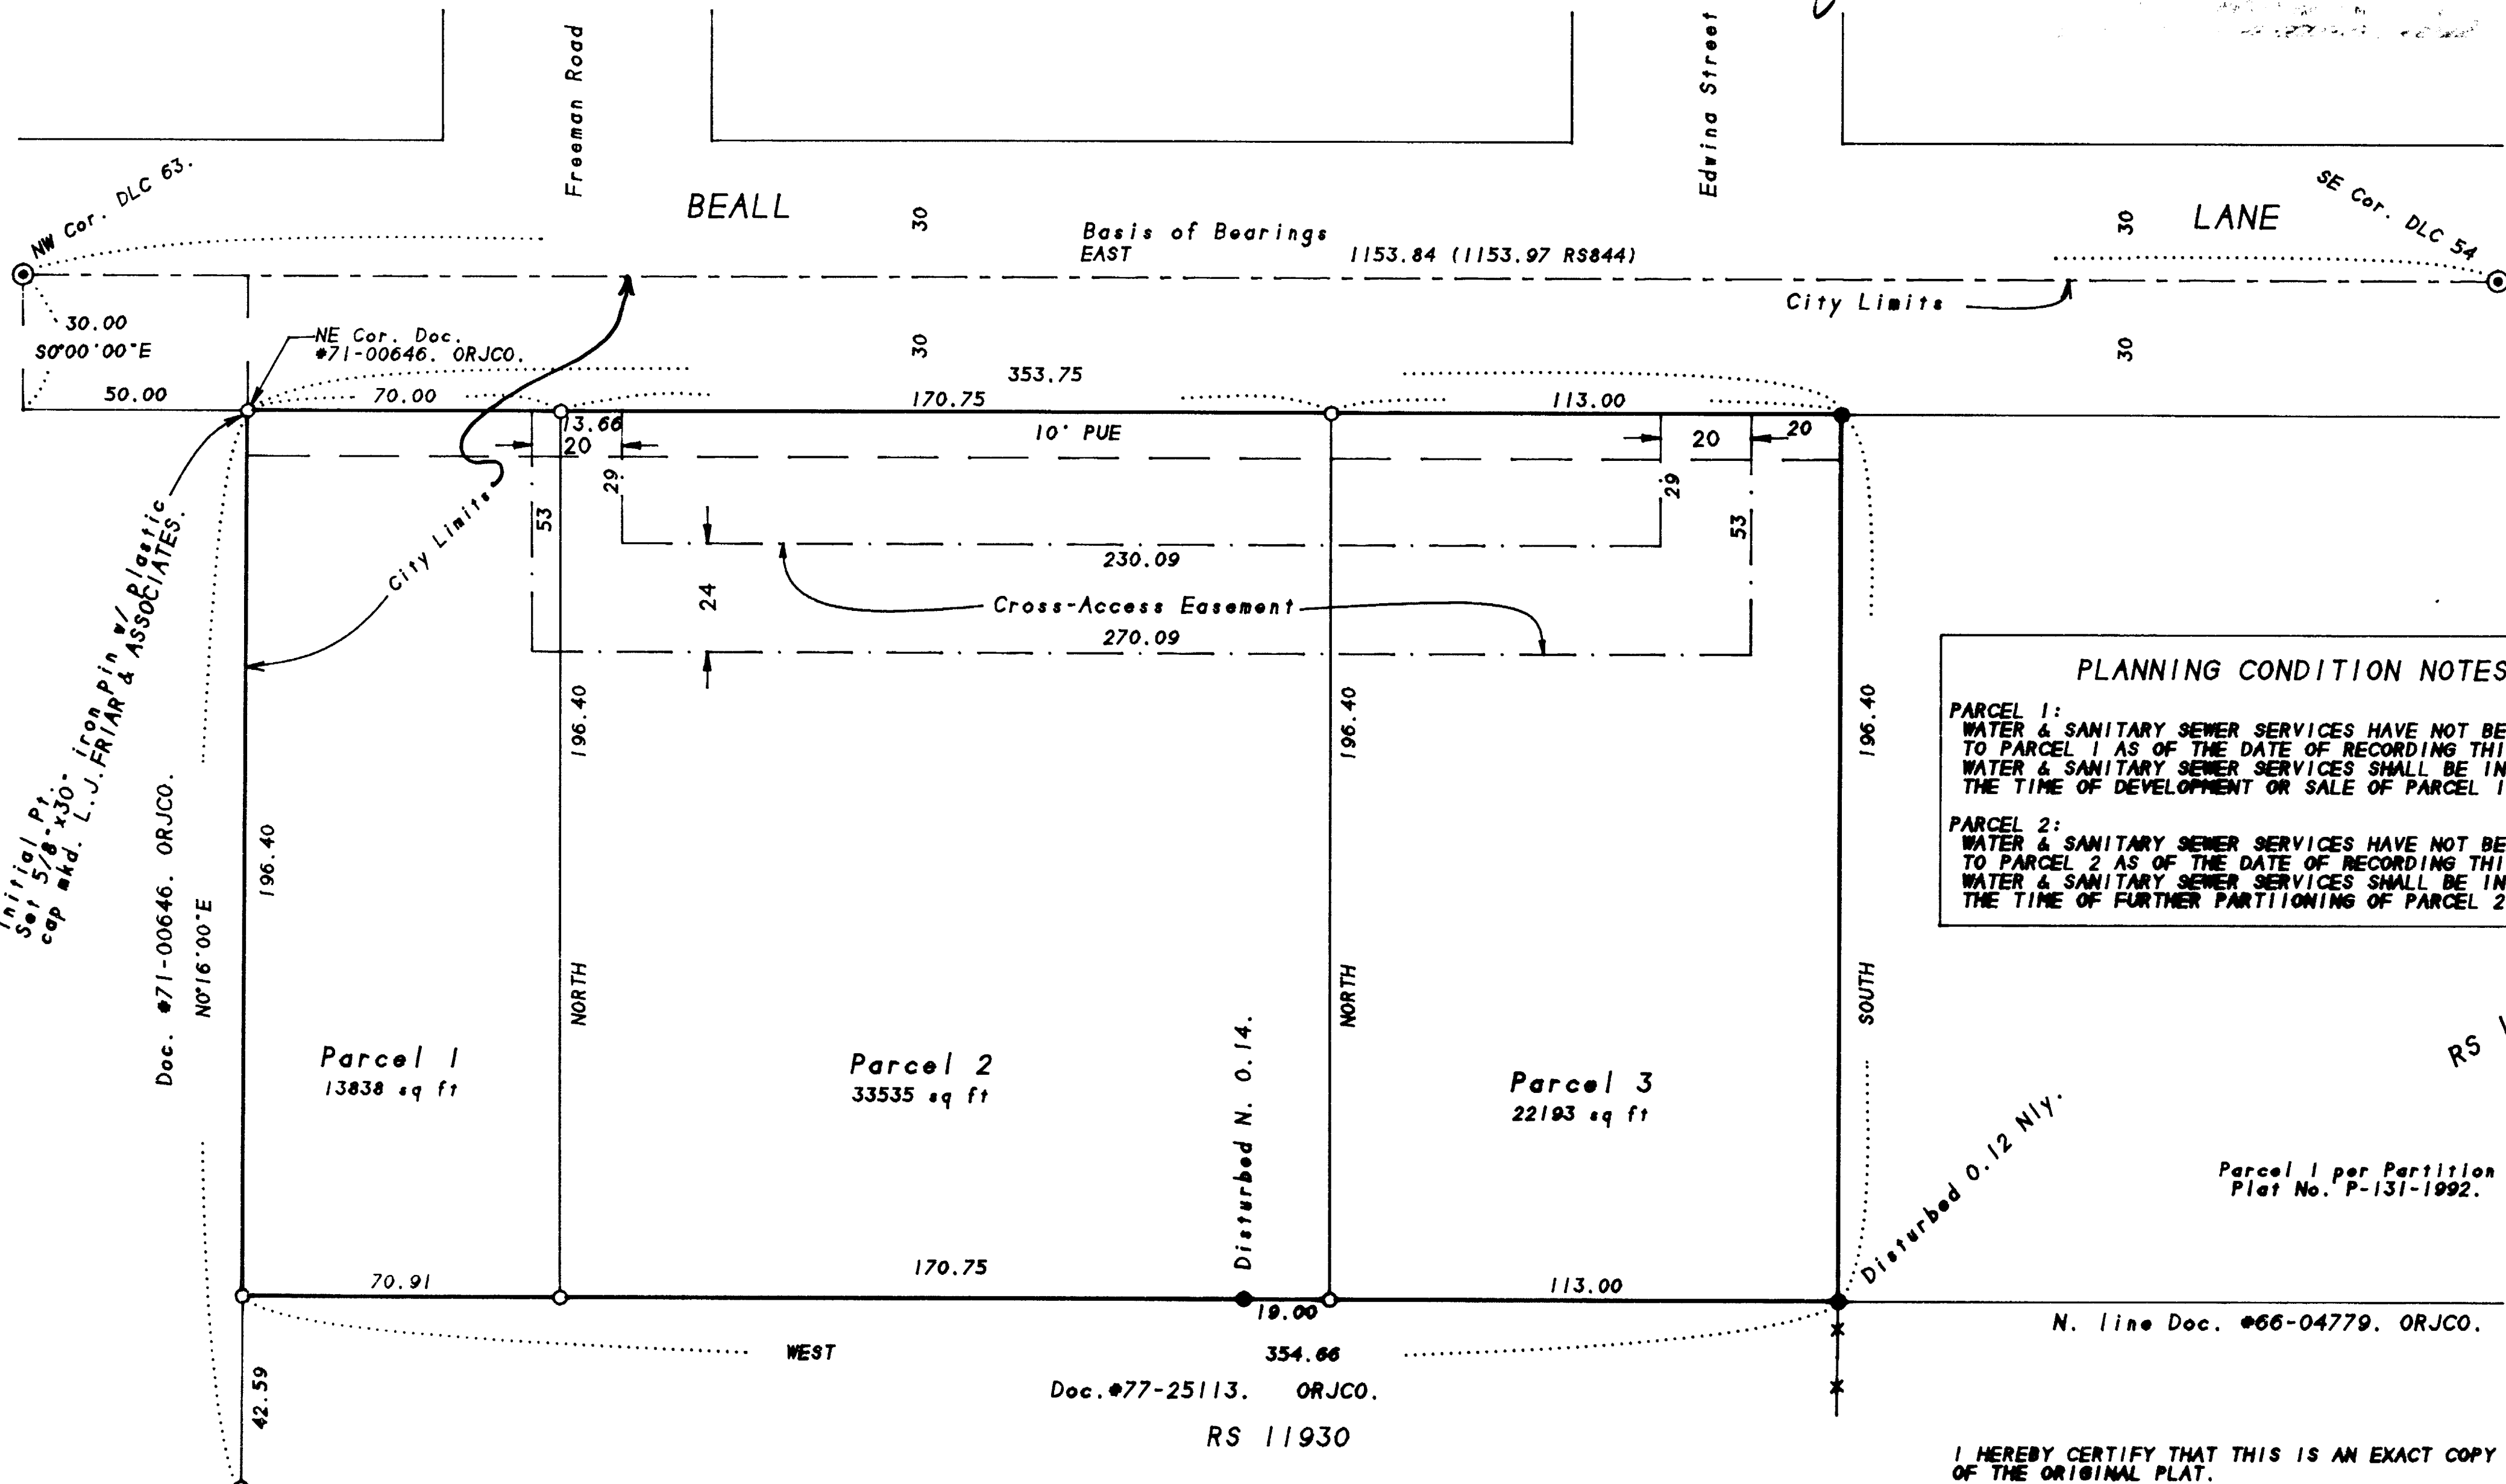 Freeman Road
Edwina Street
NW Cor. DLC 63.
BEALL
30
Basis of Bearings
EAST 1153.84 (1153.97 RS844)
30
LANE
SE Cor. DLC 54
City Limits
30.00
S0°00'00"E
50.00
NE Cor. Doc.
#71-00646. ORJCO.
30
30
353.75
70.00
170.75
113.00
13.66
20
10' PUE
20
20
29
29
53
53
City Limits
230.09
24
Cross-Access Easement
270.09
Initial Pt.
Set 5/8"x30" iron pin w/ plastic
cap mkd. L.J.FRIAR & ASSOCIATES.
Doc. #71-00646. ORJCO.
N0°16'00"E
196.40
196.40
NORTH
196.40
NORTH
196.40
SOUTH
PLANNING CONDITION NOTES
PARCEL 1:
WATER & SANITARY SEWER SERVICES HAVE NOT BE
TO PARCEL 1 AS OF THE DATE OF RECORDING THI
WATER & SANITARY SEWER SERVICES SHALL BE IN
THE TIME OF DEVELOPMENT OR SALE OF PARCEL 1
PARCEL 2:
WATER & SANITARY SEWER SERVICES HAVE NOT BE
TO PARCEL 2 AS OF THE DATE OF RECORDING THI
WATER & SANITARY SEWER SERVICES SHALL BE IN
THE TIME OF FURTHER PARTIIONING OF PARCEL 2
RS
Parcel 1
13838 sq ft
Parcel 2
33535 sq ft
Parcel 3
22193 sq ft
Disturbed N. 0.14.
Disturbed 0.12 Nly.
Parcel 1 per Partition
Plat No. P-131-1992.
70.91
170.75
19.00
113.00
N. line Doc. #66-04779. ORJCO.
WEST
354.66
42.59
Doc.#77-25113. ORJCO.
RS 11930
I HEREBY CERTIFY THAT THIS IS AN EXACT COPY
OF THE ORIGINAL PLAT.